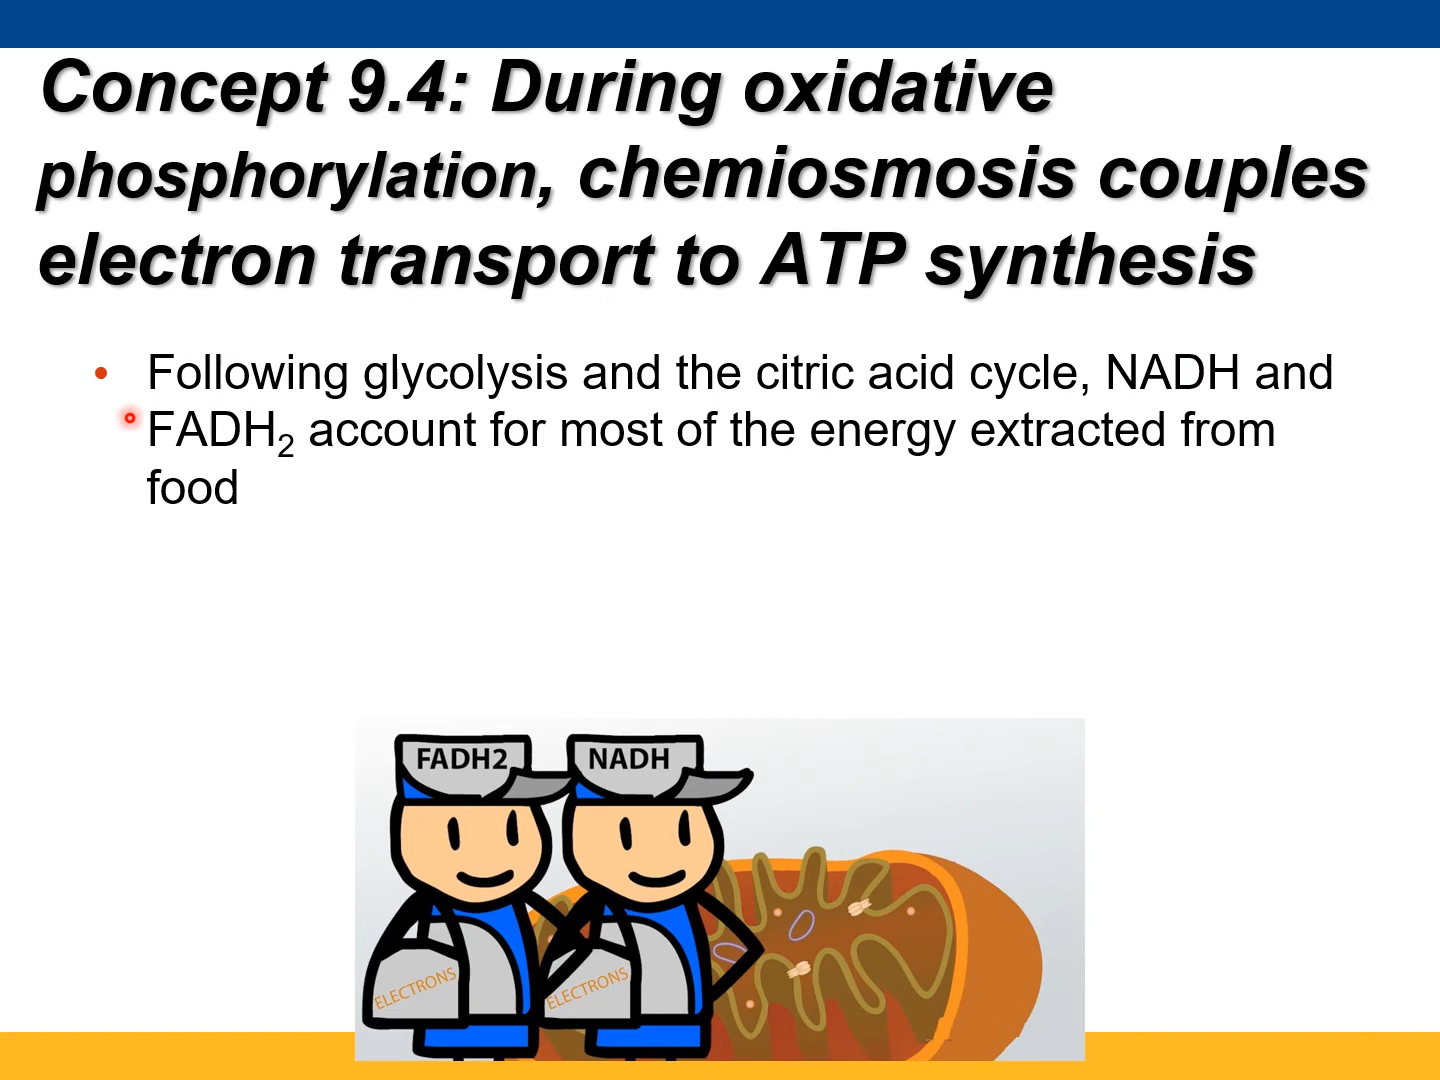 Concept 9.4: During oxidative
phosphorylation, chemiosmosis couples
electron transport to ATP synthesis
• Following glycolysis and the citric acid cycle, NADH and
FADH₂ account for most of the energy extracted from
food
FADH2 NADH
ELECTRONS ELECTRONS